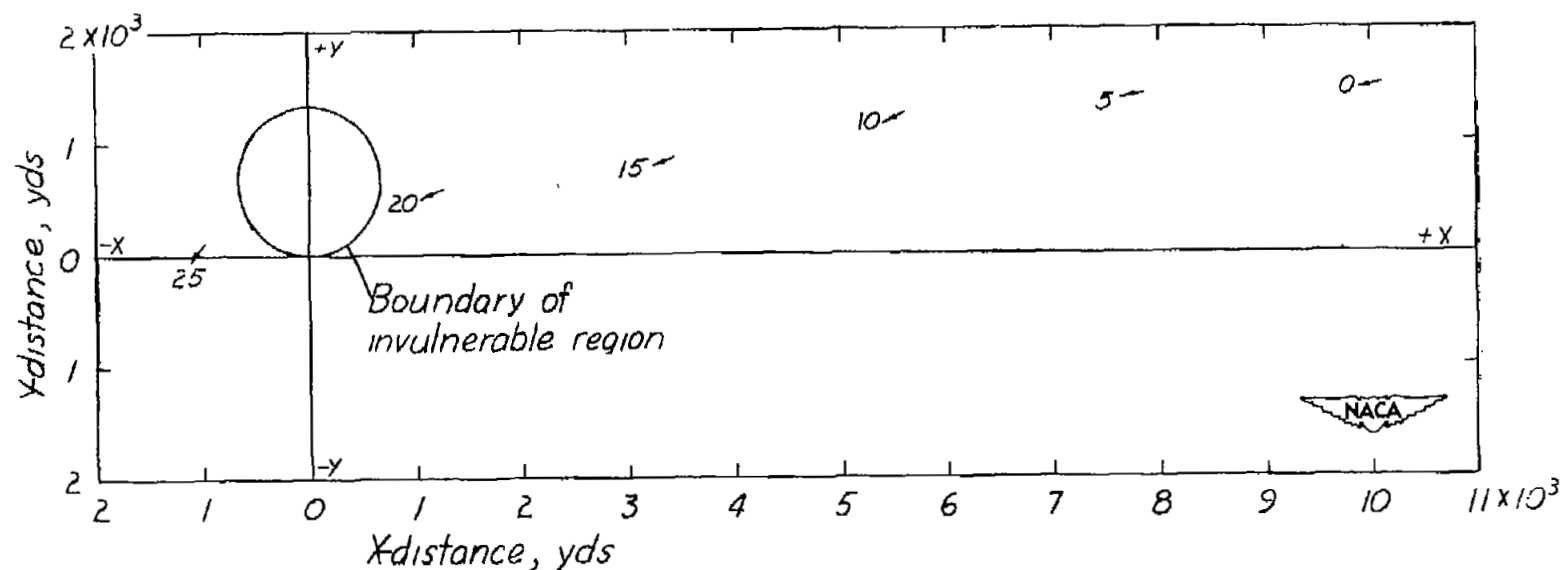 2 x10³
+Y
0
5
10
1
15
20
Y-distance, yds
-X
+X
0
25
Boundary of
invulnerable region
1
NACA
-Y
2
2 1 0 1 2 3 4 5 6 7 8 9 10 11 x 10³
X-distance, yds